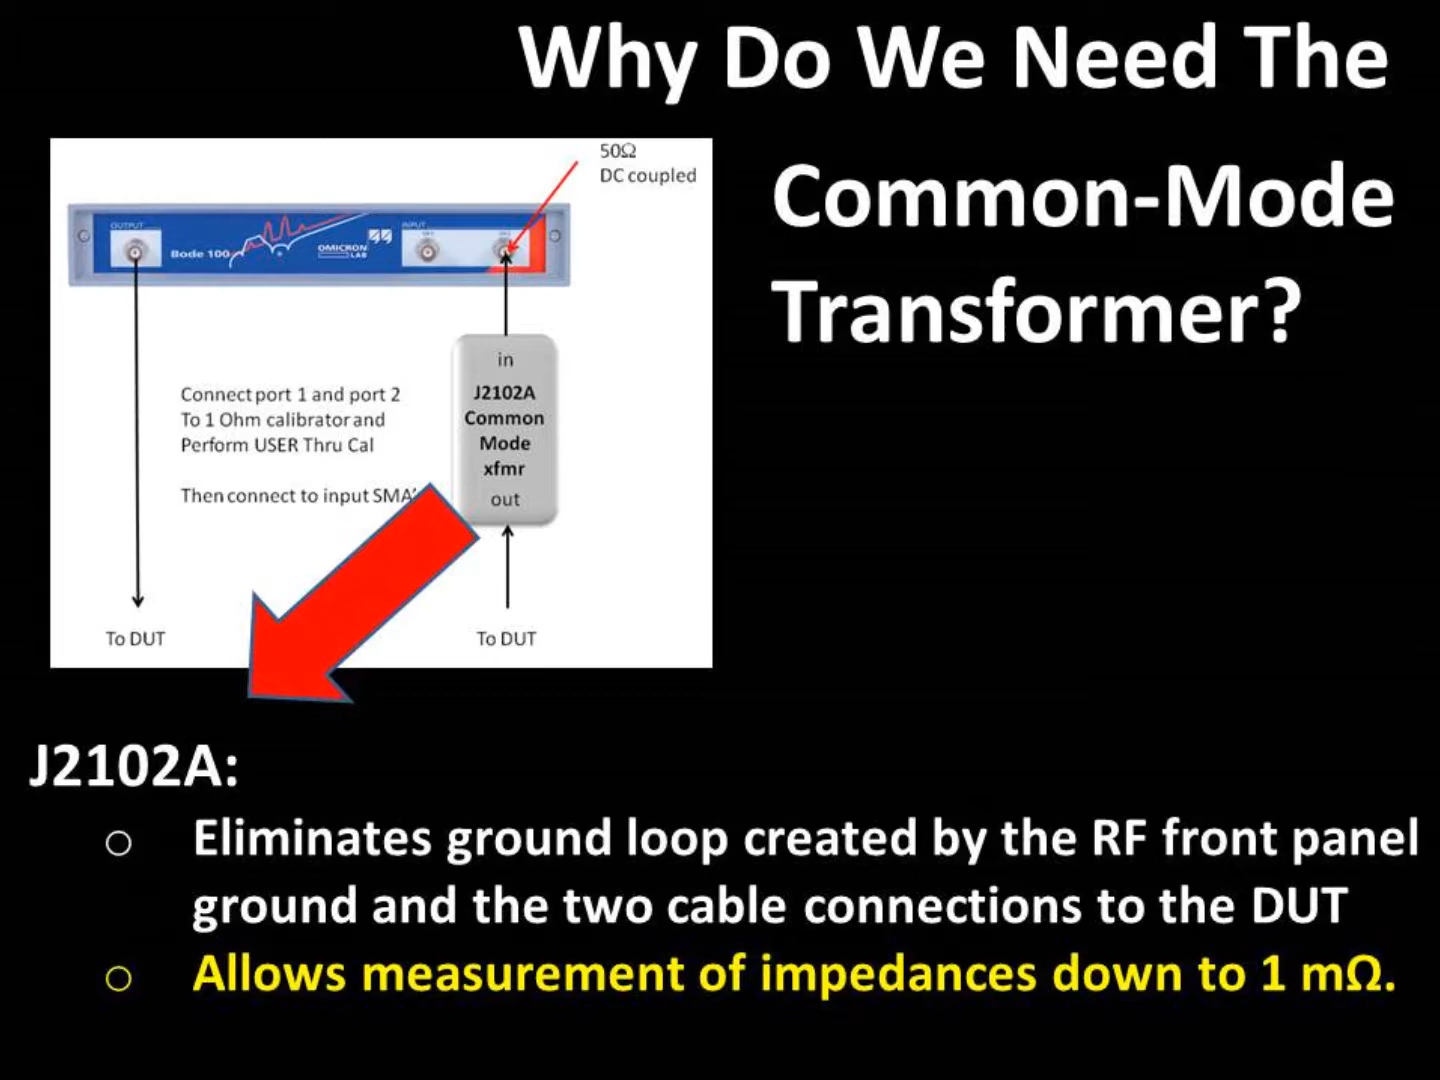 Why Do We Need The
Common-Mode
Transformer?
50Ω
DC coupled
OUTPUT
INPUT
Bode 100
OMICRON
LAB
in
J2102A
Common
Mode
xfmr
out
Connect port 1 and port 2
To 1 Ohm calibrator and
Perform USER Thru Cal
Then connect to input SMA'
To DUT
To DUT
J2102A:
Eliminates ground loop created by the RF front panel
ground and the two cable connections to the DUT
Allows measurement of impedances down to 1 mΩ.